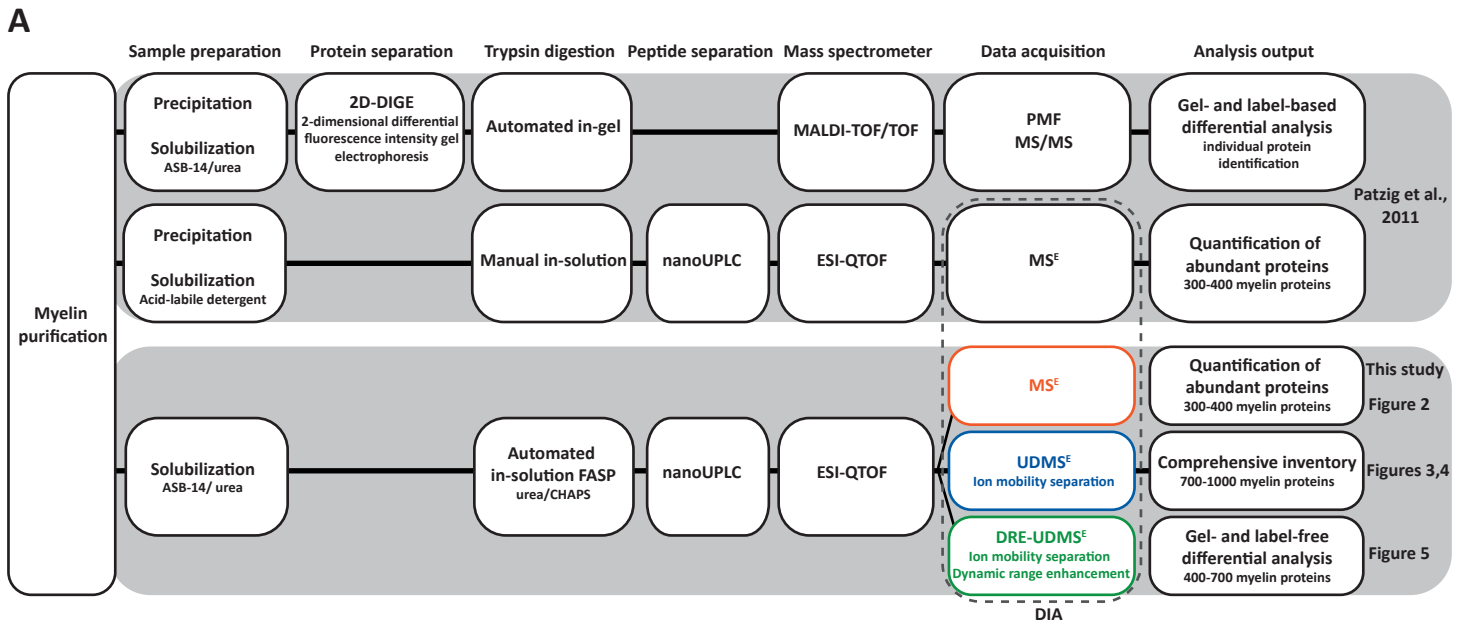 A
Sample preparation
Protein separation
Trypsin digestion
Peptide separation
Mass spectrometer
Data acquisition
Analysis output
Myelin
purification
Precipitation
Solubilization
ASB-14/urea
2D-DIGE
2-dimensional differential
fluorescence intensity gel
electrophoresis
Automated in-gel
MALDI-TOF/TOF
PMF
MS/MS
Gel- and label-based
differential analysis
individual protein
identification
Patzig et al.,
2011
Precipitation
Solubilization
Acid-labile detergent
Manual in-solution
nanoUPLC
ESI-QTOF
MSᴱ
Quantification of
abundant proteins
300-400 myelin proteins
Solubilization
ASB-14/ urea
Automated
in-solution FASP
urea/CHAPS
nanoUPLC
ESI-QTOF
MSᴱ
Quantification of
abundant proteins
300-400 myelin proteins
This study
Figure 2
UDMSᴱ
Ion mobility separation
Comprehensive inventory
700-1000 myelin proteins
Figures 3,4
DRE-UDMSᴱ
Ion mobility separation
Dynamic range enhancement
Gel- and label-free
differential analysis
400-700 myelin proteins
Figure 5
DIA